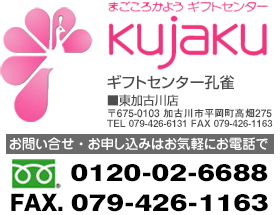 まごころかよう ギフトセンター
kujaku
ギフトセンター孔雀
■東加古川店
〒675-0103 加古川市平岡町高畑275
TEL 079-426-6131 FAX 079-426-1163
お問い合せ・お申し込みはお気軽にお電話で
0120-02-6688
FAX. 079-426-1163